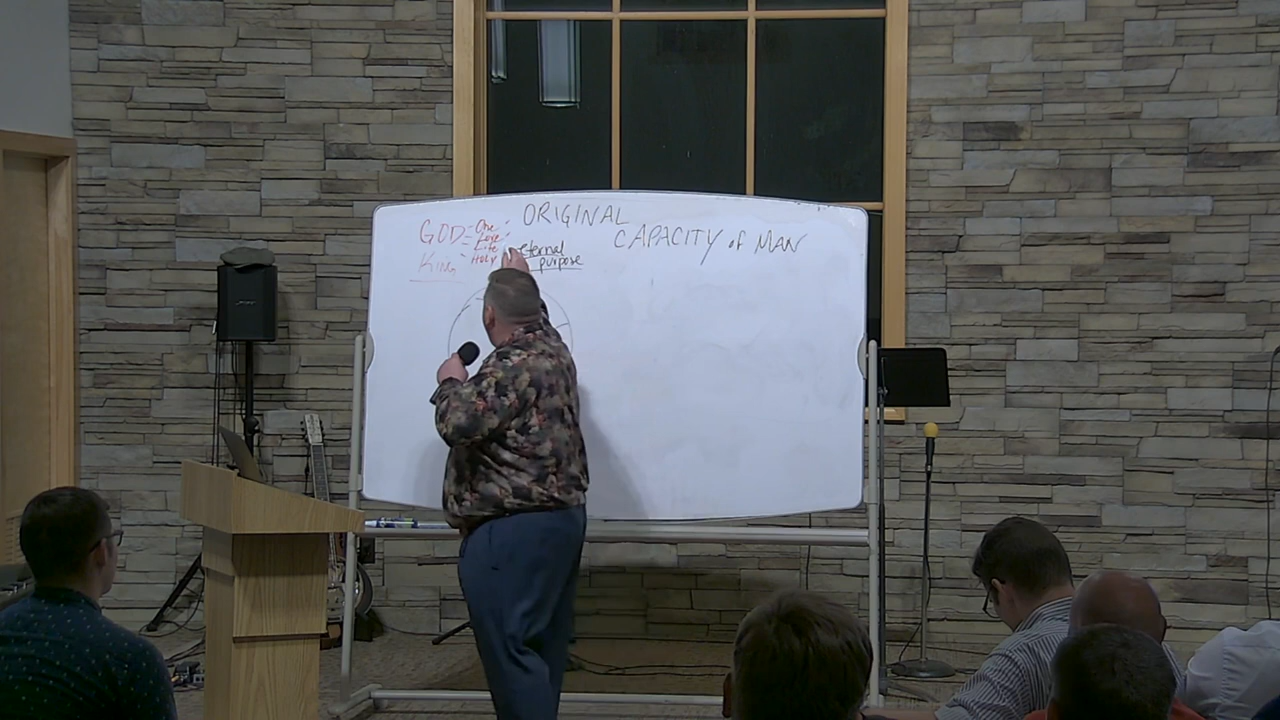 ORIGINAL
CAPACITY of MAN
GOD = One
Love
Life
King Holy
eternal
purpose